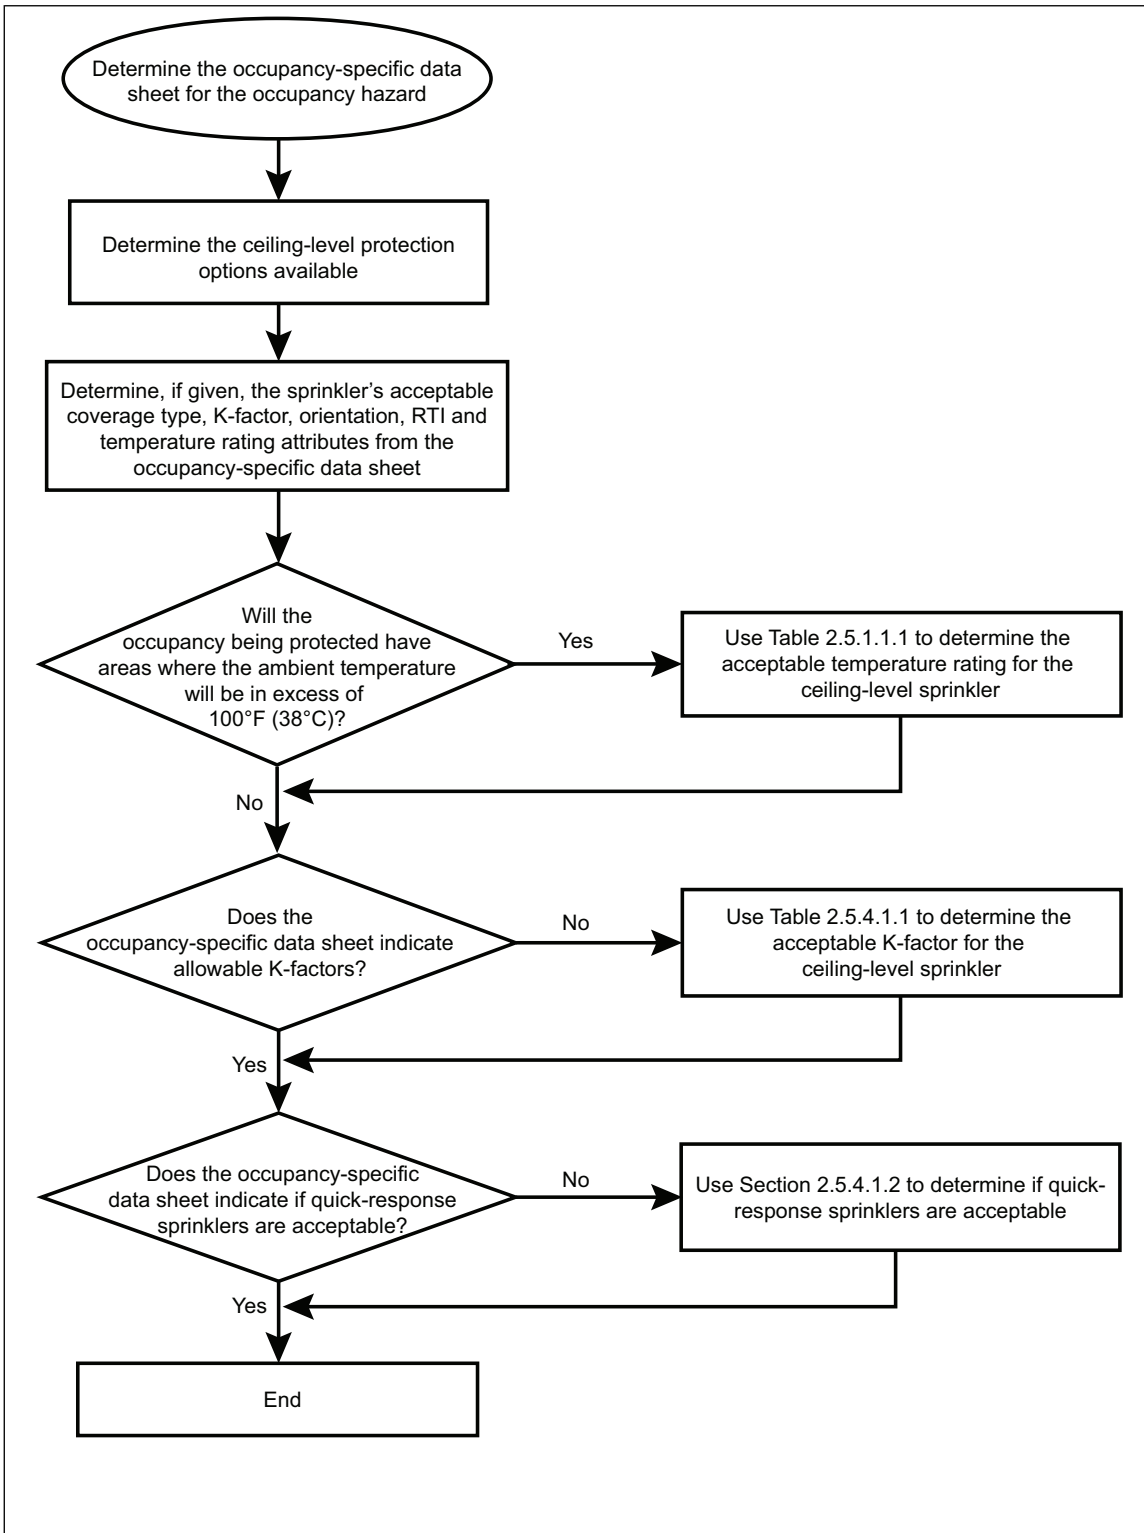 Determine the occupancy-specific data
sheet for the occupancy hazard
Determine the ceiling-level protection
options available
Determine, if given, the sprinkler's acceptable
coverage type, K-factor, orientation, RTI and
temperature rating attributes from the
occupancy-specific data sheet
Will the
occupancy being protected have
areas where the ambient temperature
will be in excess of
100°F (38°C)?
Yes
Use Table 2.5.1.1.1 to determine the
acceptable temperature rating for the
ceiling-level sprinkler
No
Does the
occupancy-specific data sheet indicate
allowable K-factors?
No
Use Table 2.5.4.1.1 to determine the
acceptable K-factor for the
ceiling-level sprinkler
Yes
Does the occupancy-specific
data sheet indicate if quick-response
sprinklers are acceptable?
No
Use Section 2.5.4.1.2 to determine if quick-
response sprinklers are acceptable
Yes
End